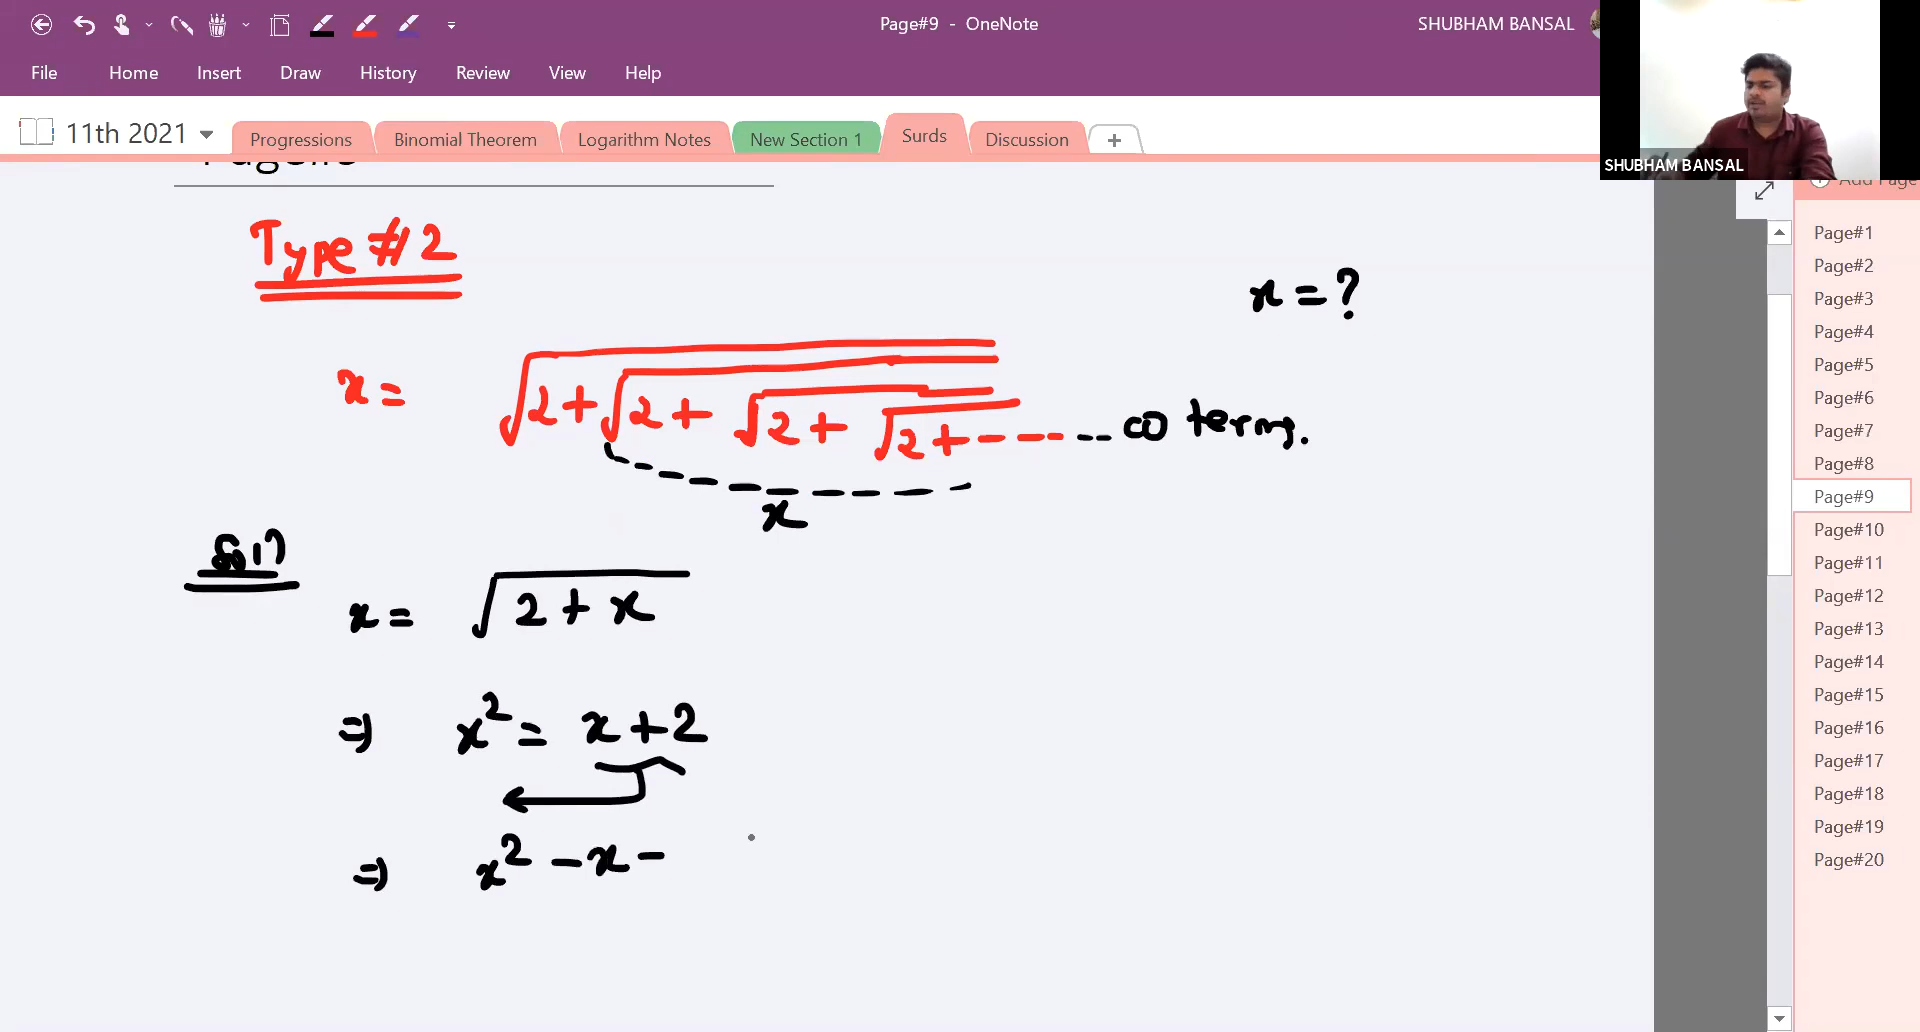 Page#9 - OneNote
SHUBHAM BANSAL
File Home Insert Draw History Review View Help
SHUBHAM BANSAL
11th 2021
Progressions Binomial Theorem Logarithm Notes New Section 1 Surds Discussion +
Add Page
Type #2
x = ?
x = √(2 + √(2 + √(2 + √(2 + - - - - - ∞ terms.
x
Sol^n
x = √(2 + x)
⇒ x² = x + 2
⇒ x² - x -
Page#1
Page#2
Page#3
Page#4
Page#5
Page#6
Page#7
Page#8
Page#9
Page#10
Page#11
Page#12
Page#13
Page#14
Page#15
Page#16
Page#17
Page#18
Page#19
Page#20